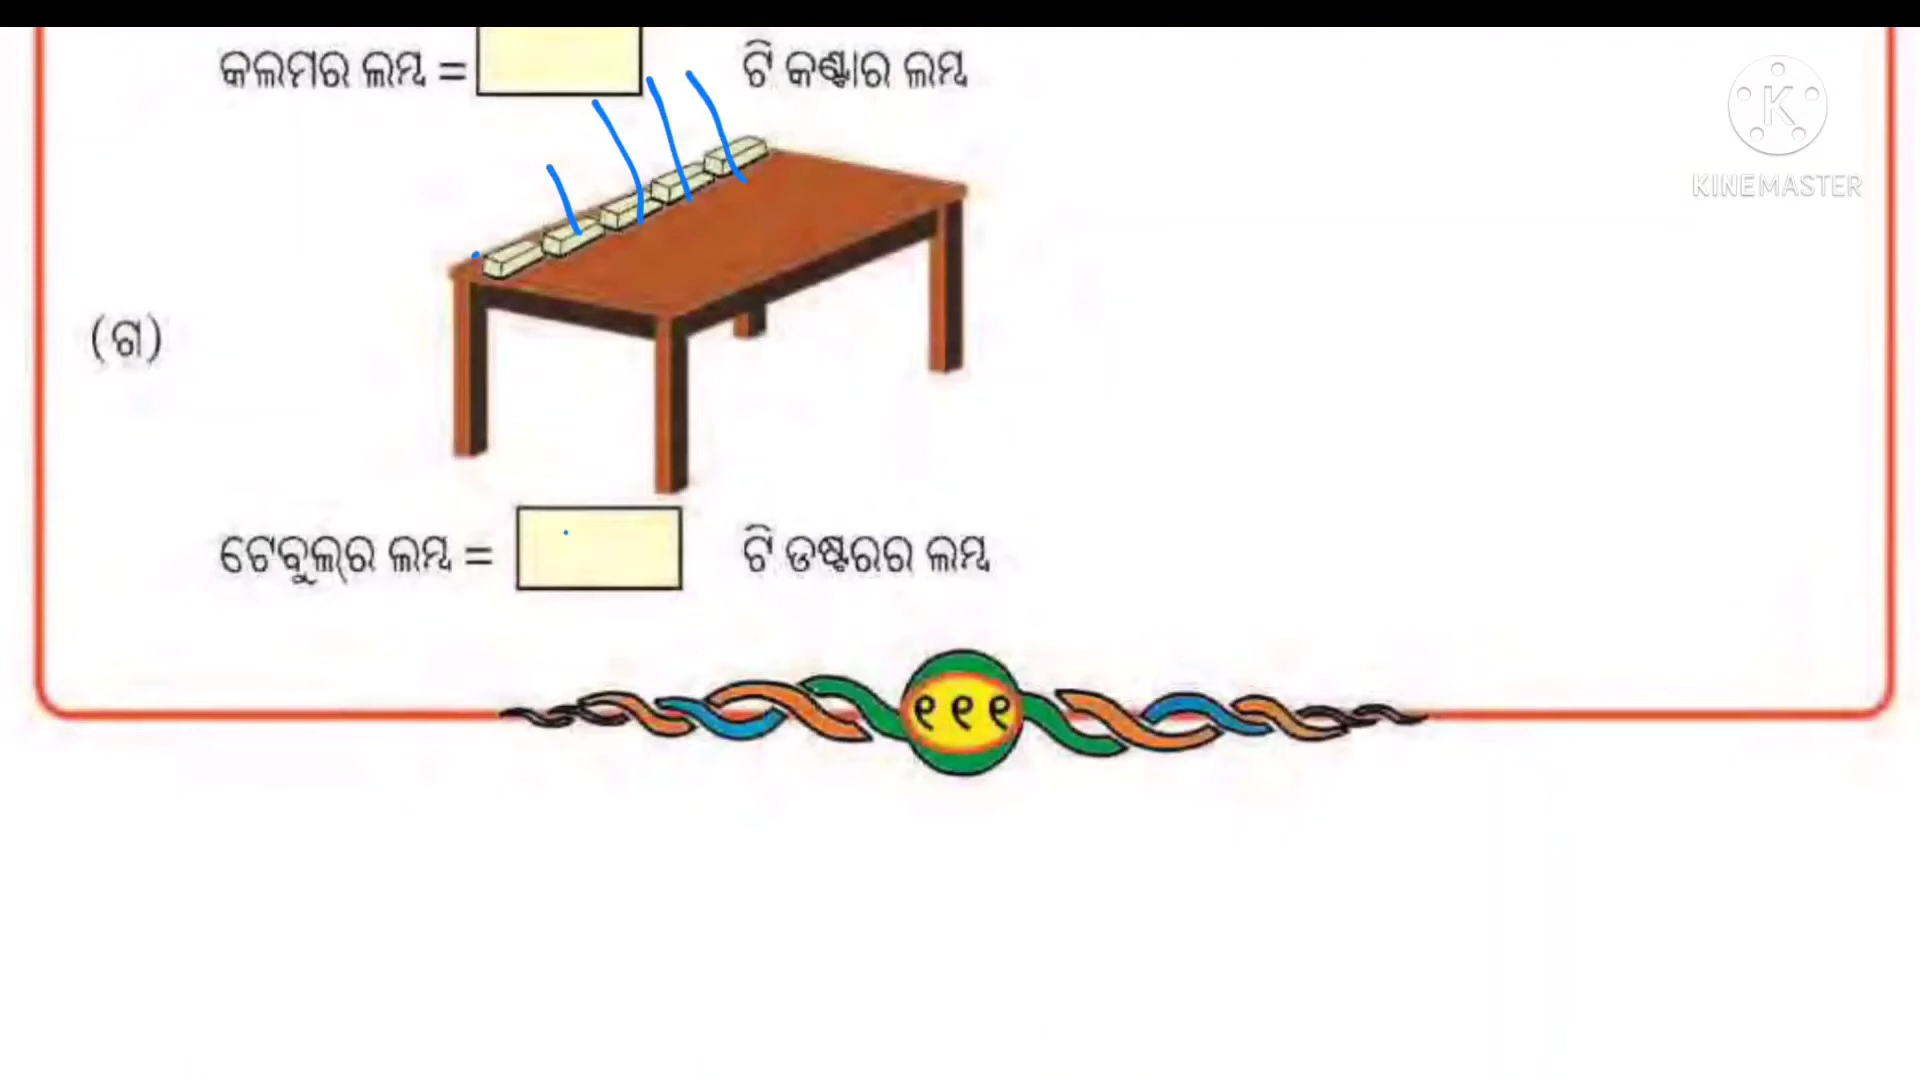 କଲମର ଲମ୍ବ = ଟି କଣ୍ଟାର ଲମ୍ବ
K
KINEMASTER
(ଗ)
ଟେବୁଲ୍‌ର ଲମ୍ବ = ଟି ଡଷ୍ଟରର ଲମ୍ବ
୧୧୧